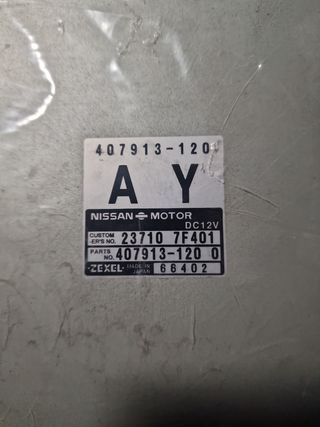 407913-120
A Y
NISSAN MOTOR
DC12V
CUSTOM -ER'S NO. 23710 7F401
PARTS NO. 407913-120 0
ZEXEL MADE IN JAPAN 66402